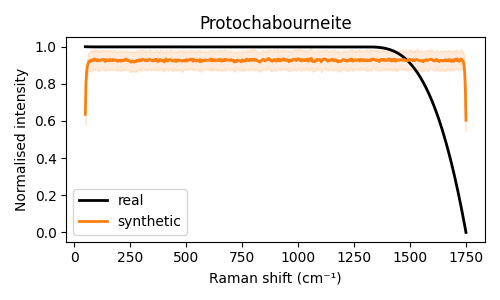 Protochabourneite
Normalised intensity
1.0
0.8
0.6
0.4
0.2
0.0
real
synthetic
0 250 500 750 1000 1250 1500 1750
Raman shift (cm⁻¹)